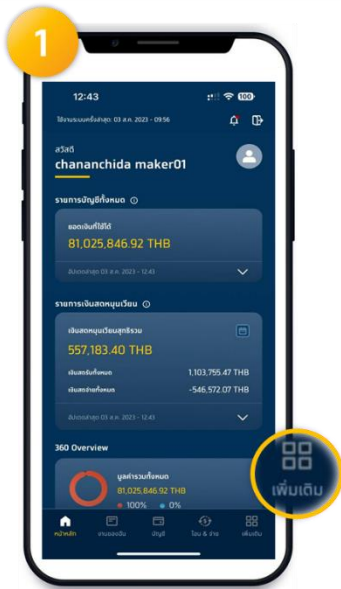 1
12:43
100
ใช้งานระบบครั้งล่าสุด: 03 ส.ค. 2023 - 09:56
สวัสดี
chananchida maker01
รายการบัญชีทั้งหมด
ยอดเงินที่ใช้ได้
81,025,846.92 THB
อัปเดตล่าสุด 03 ส.ค. 2023 - 12:43
รายการเงินสดหมุนเวียน
เงินสดหมุนเวียนสุทธิรวม
557,183.40 THB
เงินสดรับทั้งหมด 1,103,755.47 THB
เงินสดจ่ายทั้งหมด -546,572.07 THB
อัปเดตล่าสุด 03 ส.ค. 2023 - 12:43
360 Overview
มูลค่ารวมทั้งหมด
81,025,846.92 THB
100% 0%
หน้าหลัก งานของฉัน บัญชี โอน & จ่าย เพิ่มเติม
เพิ่มเติม